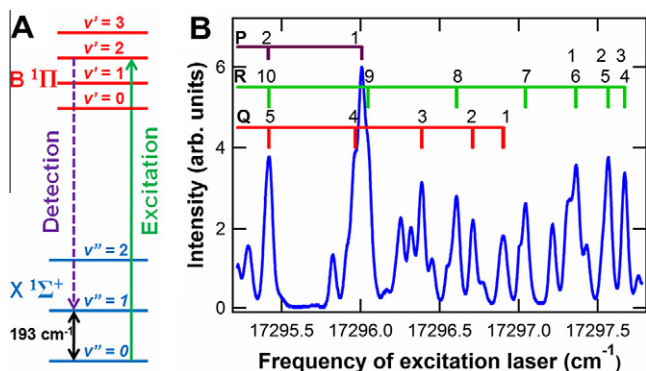 A
v' = 3
v' = 2
B ¹Π
v' = 1
v' = 0
Detection
Excitation
v" = 2
X ¹Σ⁺
v" = 1
193 cm⁻¹
v" = 0
B
P 2 1
1 2 3
R 10 9 8 7 6 5 4
Q 5 4 3 2 1
6
4
2
0
Intensity (arb. units)
17295.5 17296.0 17296.5 17297.0 17297.5
Frequency of excitation laser (cm⁻¹)